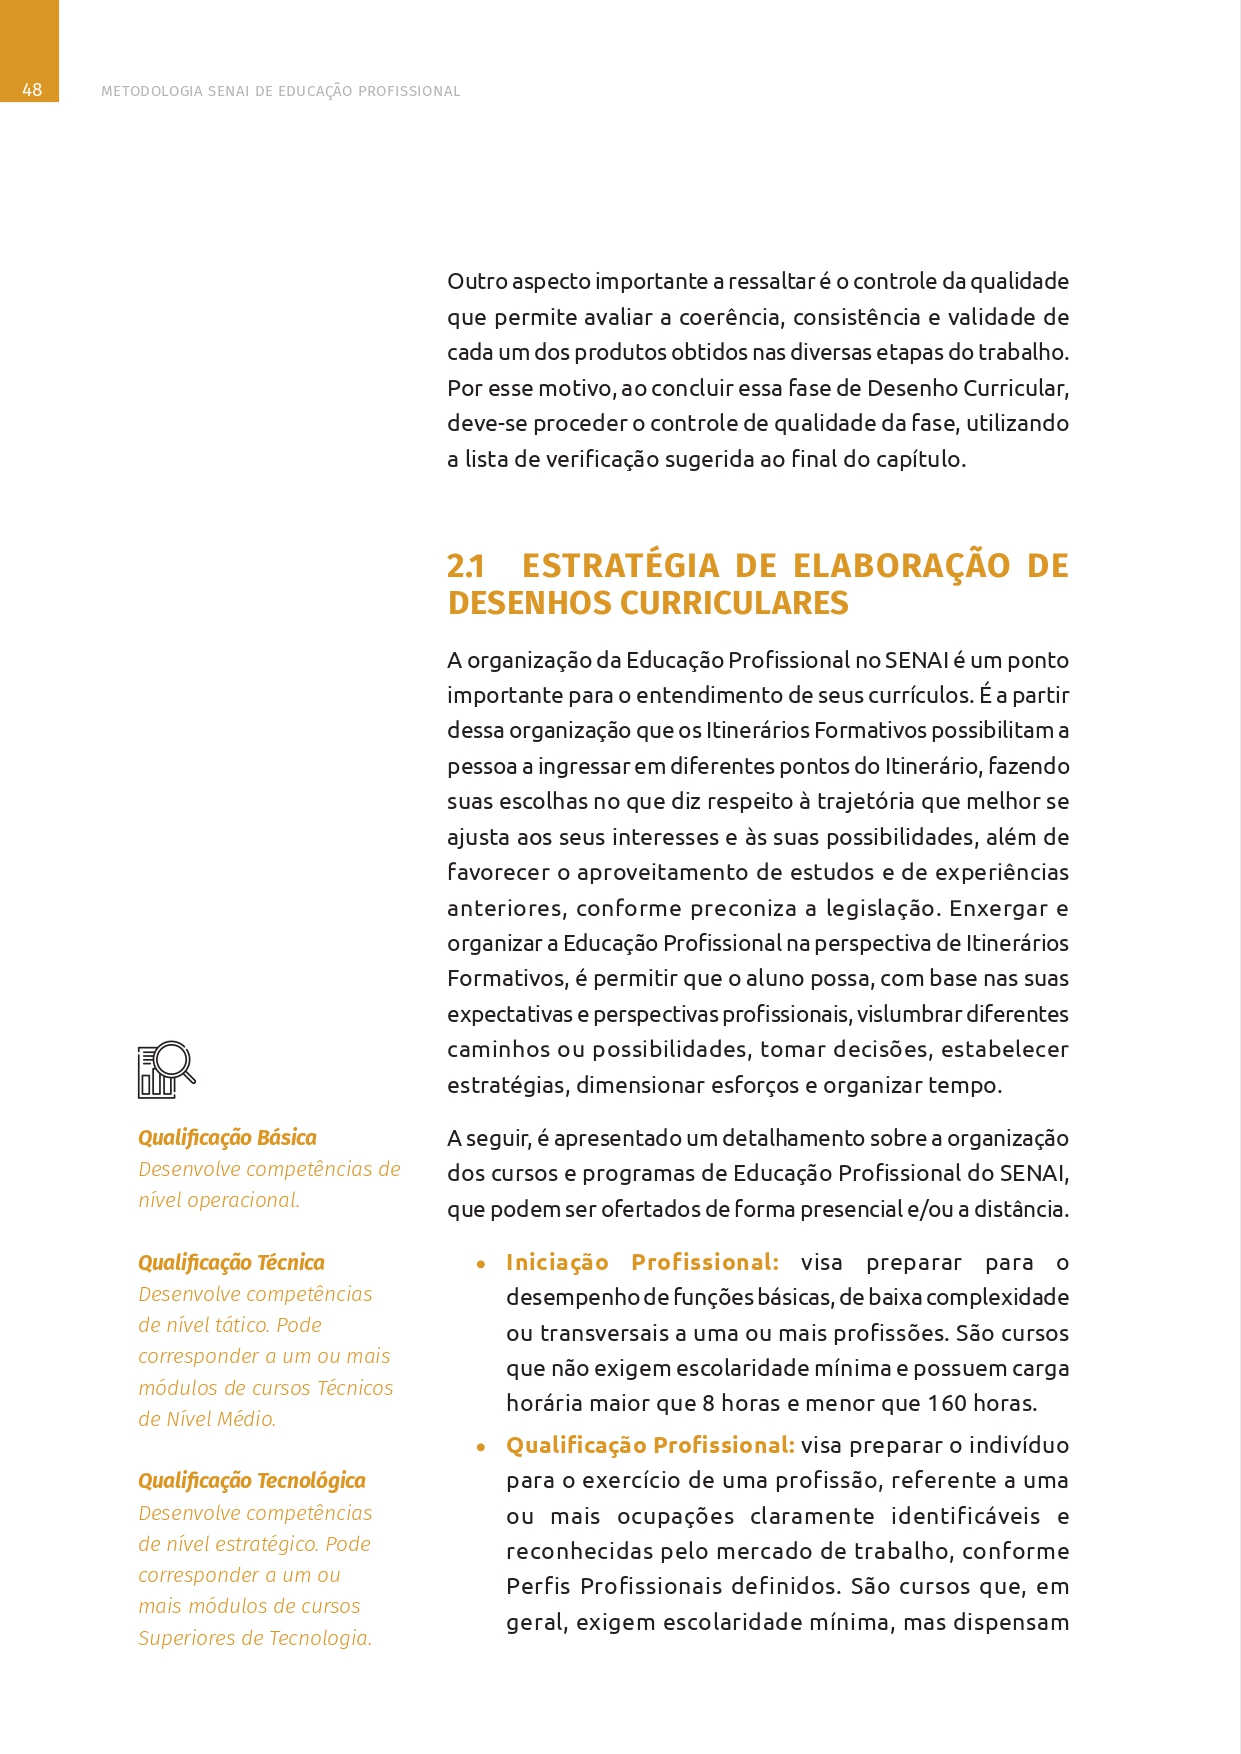 48
METODOLOGIA SENAI DE EDUCAÇÃO PROFISSIONAL
Outro aspecto importante a ressaltar é o controle da qualidade
que permite avaliar a coerência, consistência e validade de
cada um dos produtos obtidos nas diversas etapas do trabalho.
Por esse motivo, ao concluir essa fase de Desenho Curricular,
deve-se proceder o controle de qualidade da fase, utilizando
a lista de verificação sugerida ao final do capítulo.
2.1 ESTRATÉGIA DE ELABORAÇÃO DE
DESENHOS CURRICULARES
A organização da Educação Profissional no SENAI é um ponto
importante para o entendimento de seus currículos. É a partir
dessa organização que os Itinerários Formativos possibilitam a
pessoa a ingressar em diferentes pontos do Itinerário, fazendo
suas escolhas no que diz respeito à trajetória que melhor se
ajusta aos seus interesses e às suas possibilidades, além de
favorecer o aproveitamento de estudos e de experiências
anteriores, conforme preconiza a legislação. Enxergar e
organizar a Educação Profissional na perspectiva de Itinerários
Formativos, é permitir que o aluno possa, com base nas suas
expectativas e perspectivas profissionais, vislumbrar diferentes
caminhos ou possibilidades, tomar decisões, estabelecer
estratégias, dimensionar esforços e organizar tempo.
A seguir, é apresentado um detalhamento sobre a organização
dos cursos e programas de Educação Profissional do SENAI,
que podem ser ofertados de forma presencial e/ou a distância.
• Iniciação Profissional: visa preparar para o
desempenho de funções básicas, de baixa complexidade
ou transversais a uma ou mais profissões. São cursos
que não exigem escolaridade mínima e possuem carga
horária maior que 8 horas e menor que 160 horas.
• Qualificação Profissional: visa preparar o indivíduo
para o exercício de uma profissão, referente a uma
ou mais ocupações claramente identificáveis e
reconhecidas pelo mercado de trabalho, conforme
Perfis Profissionais definidos. São cursos que, em
geral, exigem escolaridade mínima, mas dispensam
Qualificação Básica
Desenvolve competências de
nível operacional.
Qualificação Técnica
Desenvolve competências
de nível tático. Pode
corresponder a um ou mais
módulos de cursos Técnicos
de Nível Médio.
Qualificação Tecnológica
Desenvolve competências
de nível estratégico. Pode
corresponder a um ou
mais módulos de cursos
Superiores de Tecnologia.